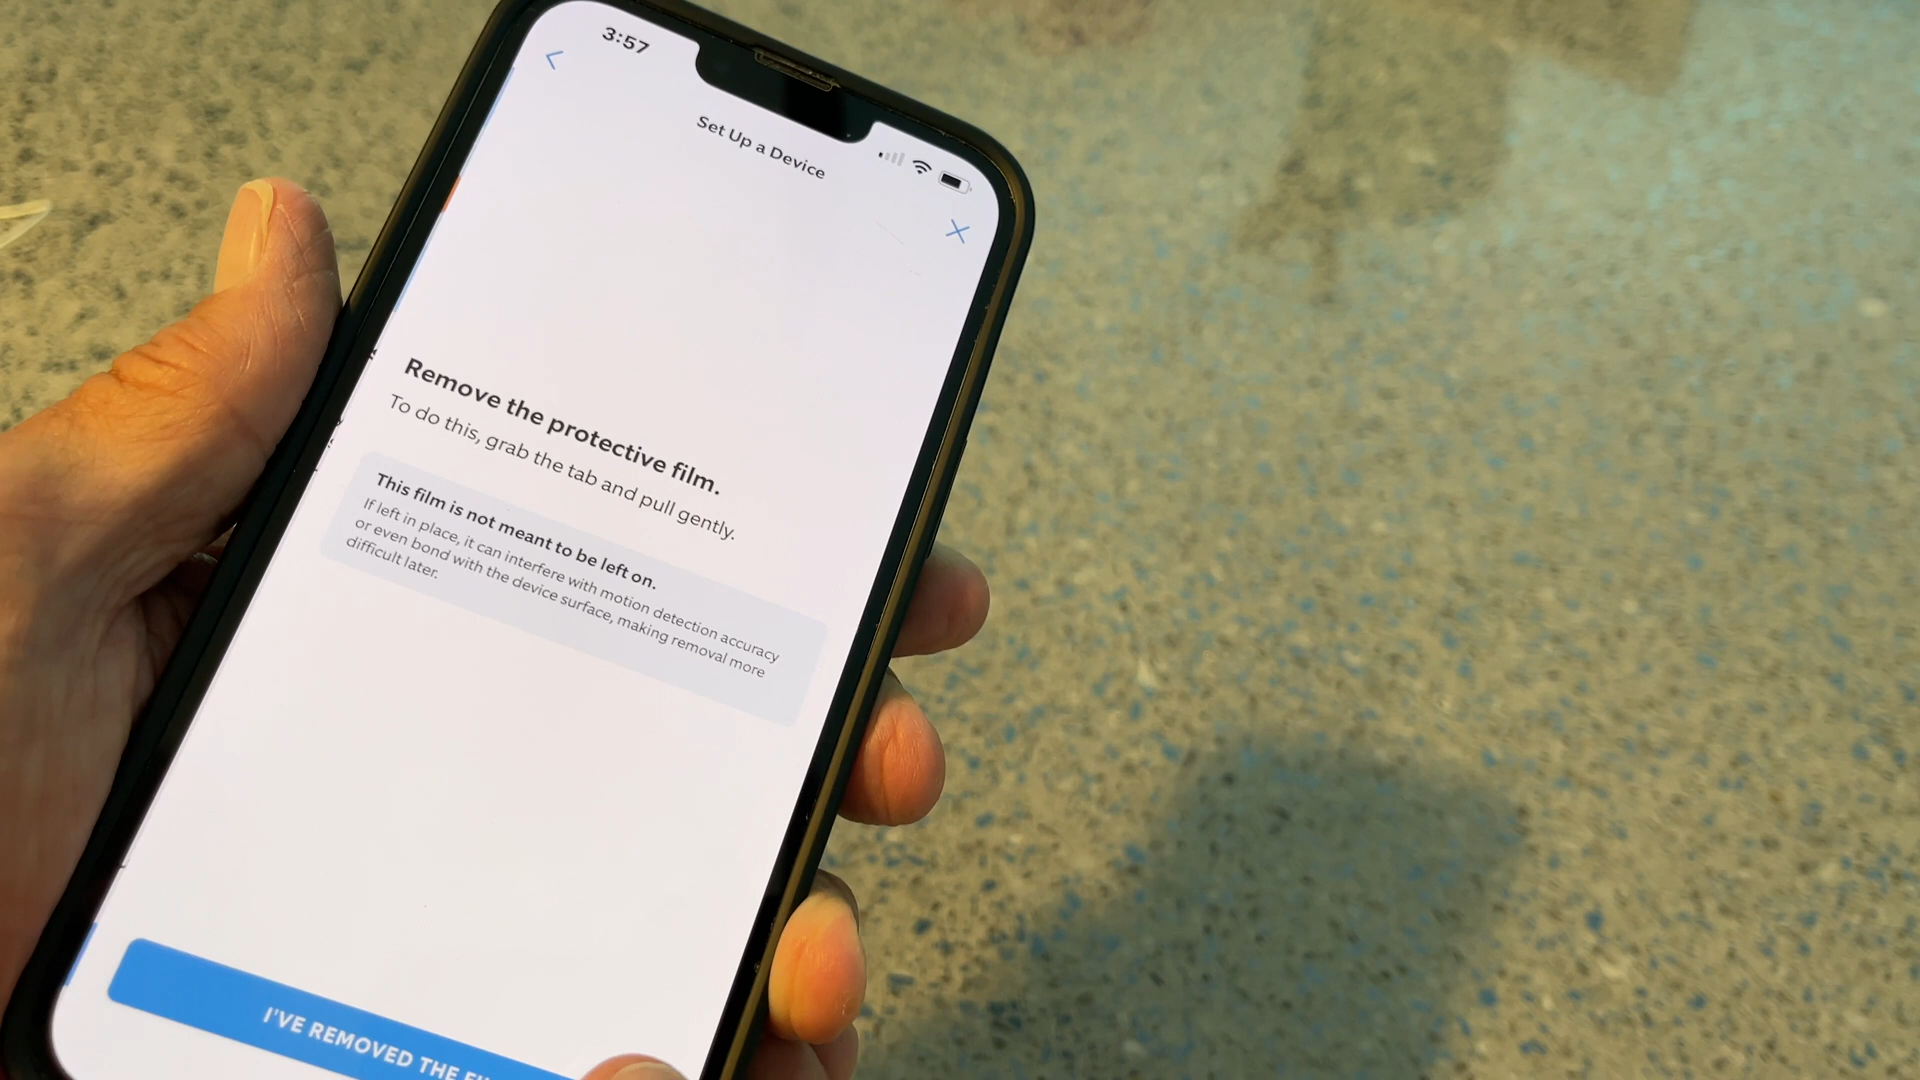 3:57
Set Up a Device
Remove the protective film.
To do this, grab the tab and pull gently.
This film is not meant to be left on.
If left in place, it can interfere with motion detection accuracy
or even bond with the device surface, making removal more
difficult later.
I'VE REMOVED THE